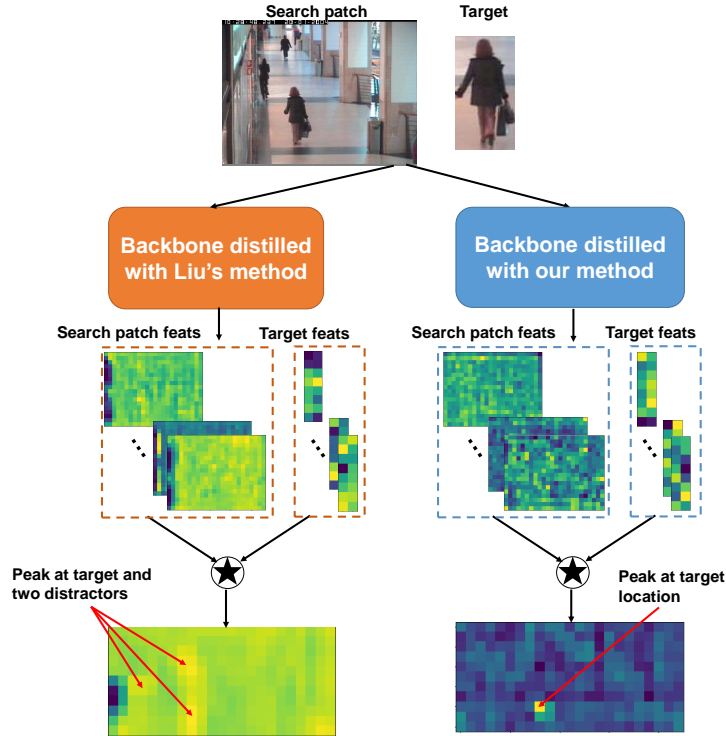 Search patch
Target
Backbone distilled
with Liu's method
Backbone distilled
with our method
Search patch feats
Target feats
Search patch feats
Target feats
Peak at target and
two distractors
Peak at target
location